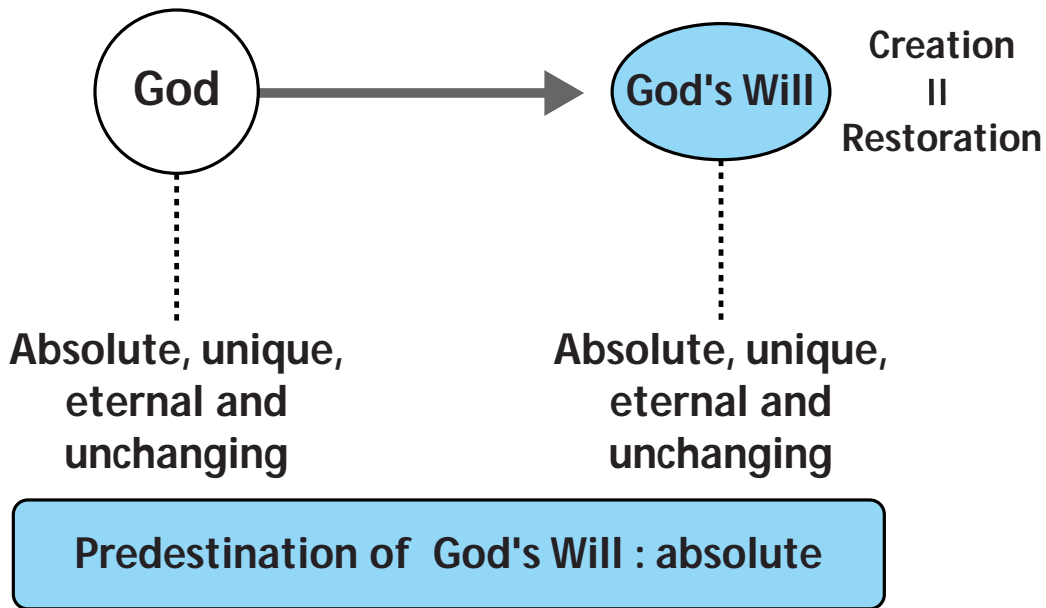 God
God's Will
Creation
II
Restoration
Absolute, unique,
eternal and
unchanging
Absolute, unique,
eternal and
unchanging
Predestination of God's Will : absolute